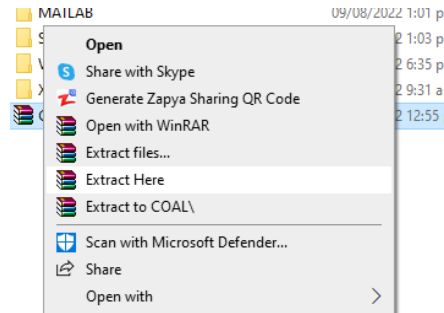 MATLAB 09/08/2022 1:01 p
Open 2 1:03 p
Share with Skype 2 6:35 p
Generate Zapya Sharing QR Code 2 9:31 a
Open with WinRAR 2 12:55
Extract files...
Extract Here
Extract to COAL\
Scan with Microsoft Defender...
Share
Open with